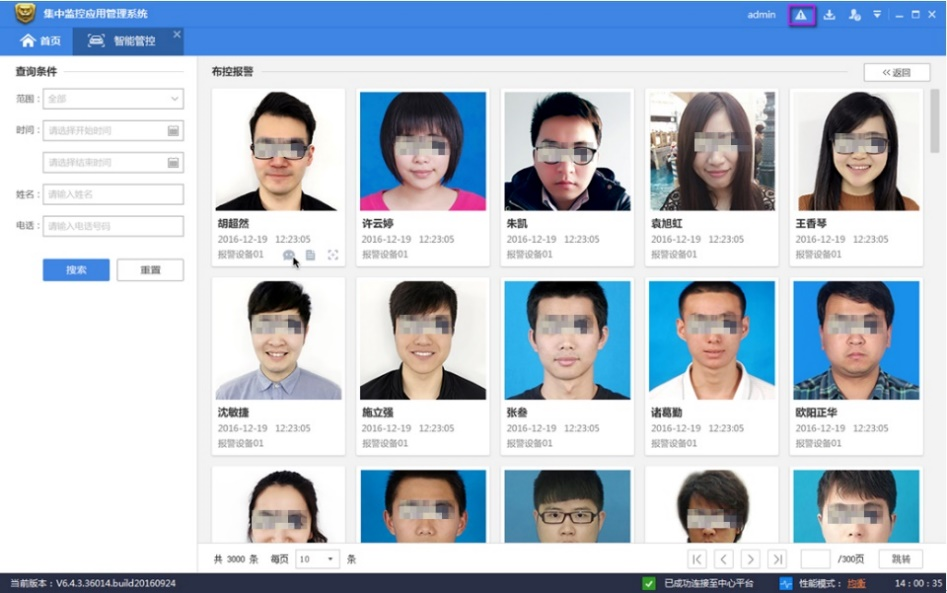 集中监控应用管理系统
admin
首页
智能管控
查询条件
范围：
全部
时间：
请选择开始时间
请选择结束时间
姓名：
请输入姓名
电话：
请输入电话号码
搜索
重置
布控报警
返回
胡超然
2016-12-19 12:23:05
报警设备01
许云婷
2016-12-19 12:23:05
报警设备01
朱凯
2016-12-19 12:23:05
报警设备01
袁旭虹
2016-12-19 12:23:05
报警设备01
王香琴
2016-12-19 12:23:05
报警设备01
沈敏捷
2016-12-19 12:23:05
报警设备01
施立强
2016-12-19 12:23:05
报警设备01
张叁
2016-12-19 12:23:05
报警设备01
诸葛勤
2016-12-19 12:23:05
报警设备01
欧阳正华
2016-12-19 12:23:05
报警设备01
共 3000 条 每页 10 条
/300页 跳转
当前版本：V6.4.3.36014.build20160924
已成功连接至中心平台
性能模式：均衡
14：00：35